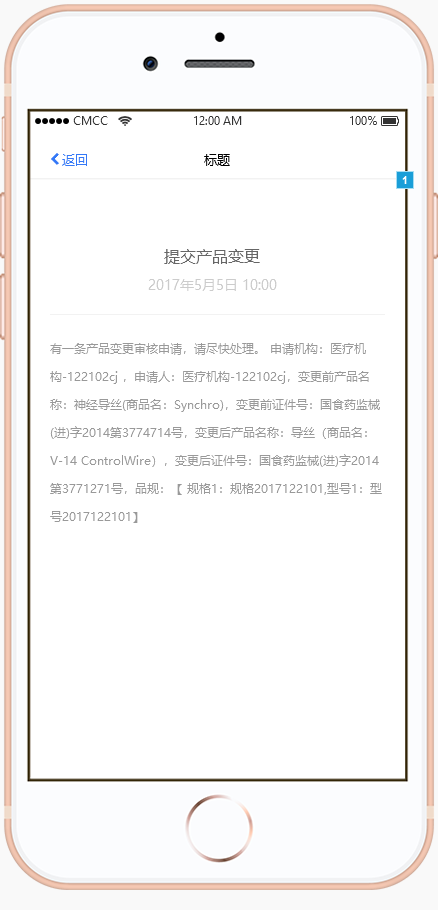 CMCC 12:00 AM 100%
返回 标题
1
提交产品变更
2017年5月5日 10:00
有一条产品变更审核申请，请尽快处理。 申请机构：医疗机
构-122102cj ，申请人：医疗机构-122102cj，变更前产品名
称：神经导丝(商品名：Synchro)，变更前证件号：国食药监械
(进)字2014第3774714号，变更后产品名称：导丝（商品名：
V-14 ControlWire），变更后证件号：国食药监械(进)字2014
第3771271号，品规：【 规格1：规格2017122101,型号1：型
号2017122101】